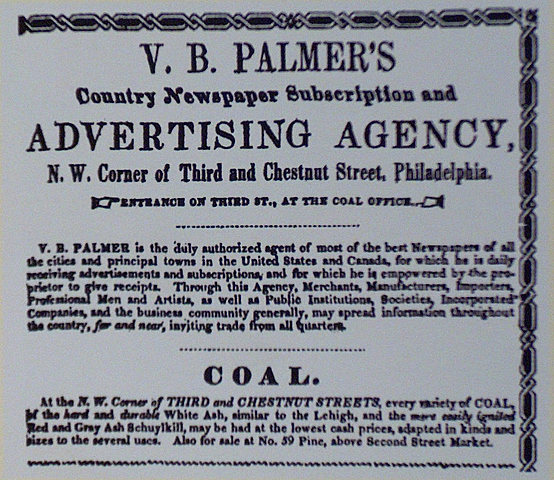 V. B. PALMER'S
Country Newspaper Subscription and
ADVERTISING AGENCY,
N. W. Corner of Third and Chestnut Street, Philadelphia.
ENTRANCE ON THIRD ST., AT THE COAL OFFICE.
V. B. PALMER is the duly authorized agent of most of the best Newspapers of all
the cities and principal towns in the United States and Canada, for which he is daily
receiving advertisements and subscriptions, and for which he is empowered by the pro-
prietor to give receipts. Through this Agency, Merchants, Manufacturers, Importers,
Professional Men and Artists, as well as Public Institutions, Societies, Incorporated
Companies, and the business community generally, may spread information throughout
the country, far and near, inviting trade from all quarters.
COAL.
At the N. W. Corner of THIRD and CHESTNUT STREETS, every variety of COAL,
of the hard and durable White Ash, similar to the Lehigh, and the more easily ignited
Red and Gray Ash Schuylkill, may be had at the lowest cash prices, adapted in kinds and
sizes to the several uses. Also for sale at No. 59 Pine, above Second Street Market.